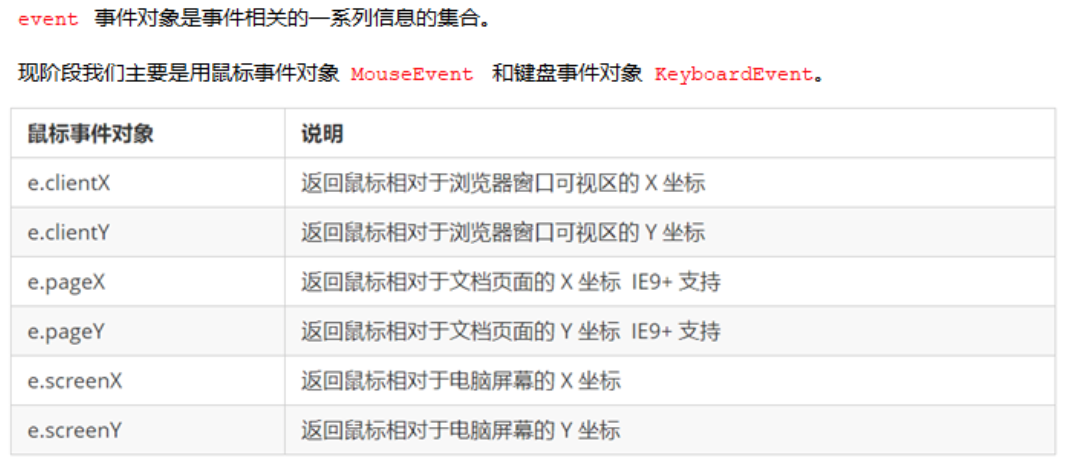 event 事件对象是事件相关的一系列信息的集合。
现阶段我们主要是用鼠标事件对象 MouseEvent 和键盘事件对象 KeyboardEvent。
鼠标事件对象 说明
e.clientX 返回鼠标相对于浏览器窗口可视区的 X 坐标
e.clientY 返回鼠标相对于浏览器窗口可视区的 Y 坐标
e.pageX 返回鼠标相对于文档页面的 X 坐标 IE9+ 支持
e.pageY 返回鼠标相对于文档页面的 Y 坐标 IE9+ 支持
e.screenX 返回鼠标相对于电脑屏幕的 X 坐标
e.screenY 返回鼠标相对于电脑屏幕的 Y 坐标